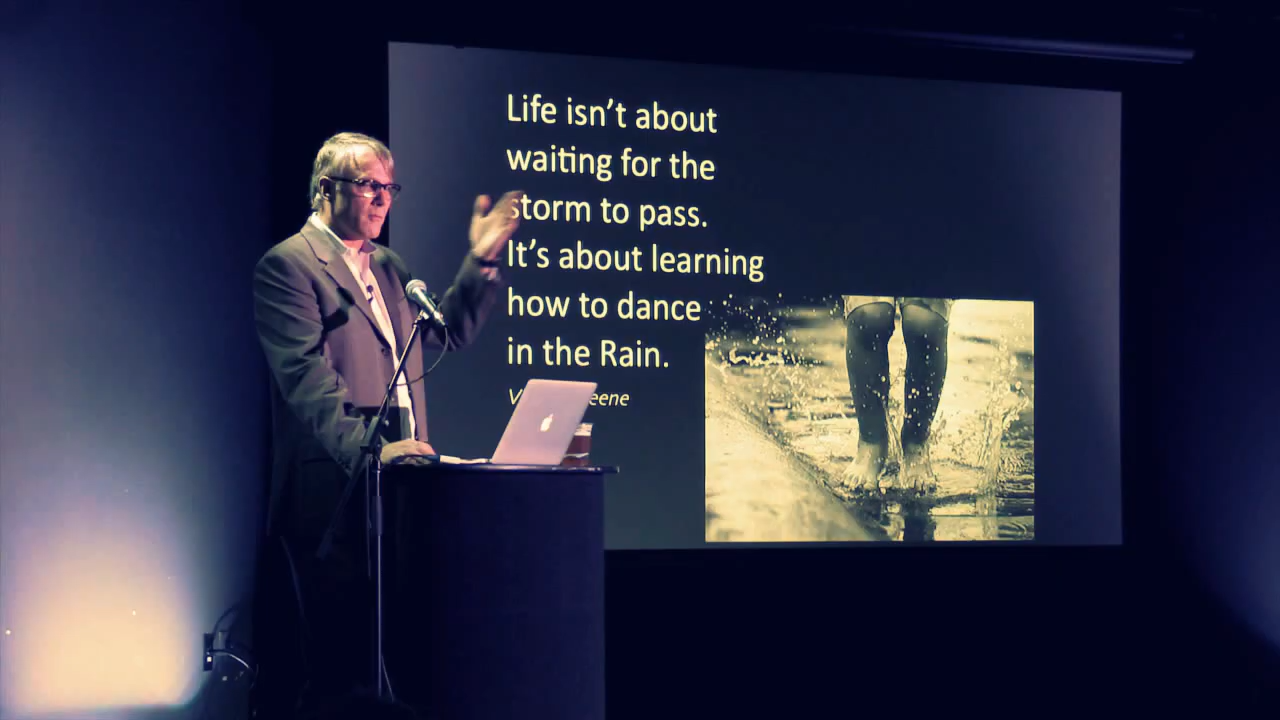 Life isn't about
waiting for the
storm to pass.
It's about learning
how to dance
in the Rain.